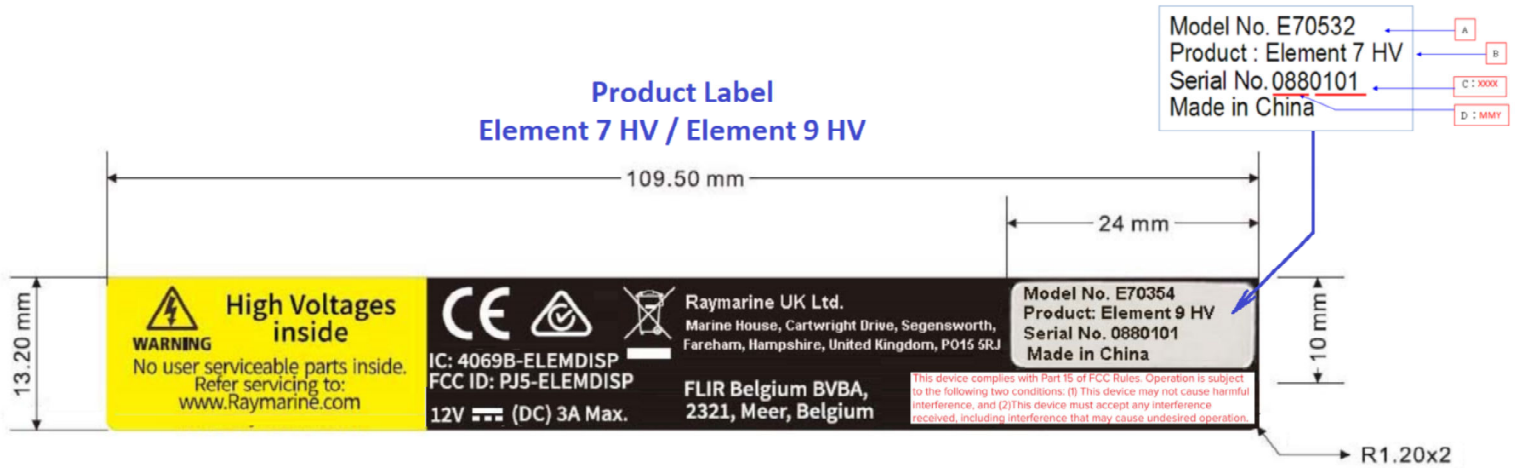 Model No. E70532
A
Product : Element 7 HV
B
Serial No. 0880101
C : XXXX
Made in China
D : MMY
Product Label
Element 7 HV / Element 9 HV
109.50 mm
24 mm
13.20 mm
WARNING
High Voltages
inside
No user serviceable parts inside.
Refer servicing to:
www.Raymarine.com
CE
IC: 4069B-ELEMDISP
FCC ID: PJ5-ELEMDISP
12V (DC) 3A Max.
Raymarine UK Ltd.
Marine House, Cartwright Drive, Segensworth,
Fareham, Hampshire, United Kingdom, PO15 5RJ
FLIR Belgium BVBA,
2321, Meer, Belgium
Model No. E70354
Product: Element 9 HV
Serial No. 0880101
Made in China
This device complies with Part 15 of FCC Rules. Operation is subject
to the following two conditions: (1) This device may not cause harmful
interference, and (2)This device must accept any interference
received, including interference that may cause undesired operation.
10 mm
R1.20x2